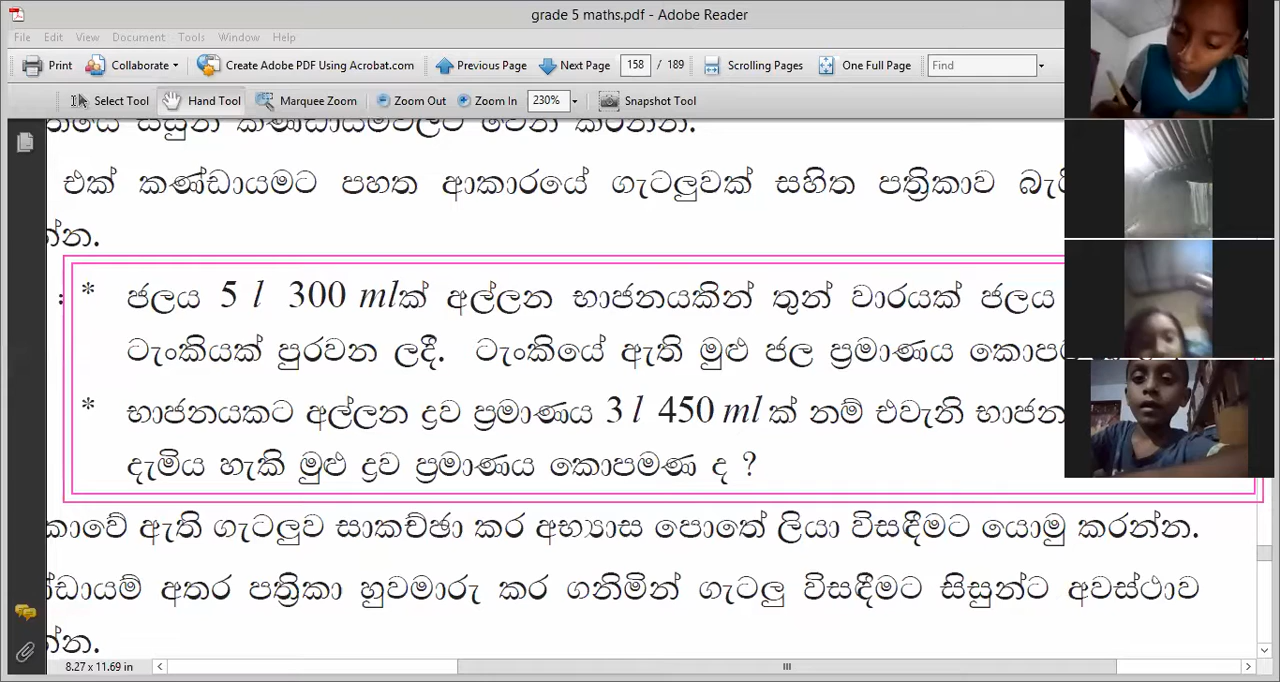 grade 5 maths.pdf - Adobe Reader
File Edit View Document Tools Window Help
Print Collaborate Create Adobe PDF Using Acrobat.com Previous Page Next Page 158 / 189 Scrolling Pages One Full Page Find
Select Tool Hand Tool Marquee Zoom Zoom Out Zoom In 230% Snapshot Tool
සිසුන් කණ්ඩායම්වලට වෙන් කරන්න.
එක් කණ්ඩායමට පහත ආකාරයේ ගැටලුවක් සහිත පත්‍රිකාව
* ජලය 5 l 300 mlක් අල්ලන භාජනයකින් තුන් වාරයක් ජලය
ටැංකියක් පුරවන ලදී. ටැංකියේ ඇති මුළු ජල ප්‍රමාණය
* භාජනයකට අල්ලන ද්‍රව ප්‍රමාණය 3 l 450 ml ක් නම් එවැනි
දැමිය හැකි මුළු ද්‍රව ප්‍රමාණය කොපමණ ද ?
ඇති ගැටලුව සාකච්ඡා කර අභ්‍යාස පොතේ ලියා විසඳීමට යොමු කරන්න.
අතර පත්‍රිකා හුවමාරු කර ගනිමින් ගැටලු විසඳීමට සිසුන්ට අවස්ථාව
8.27 x 11.69 in